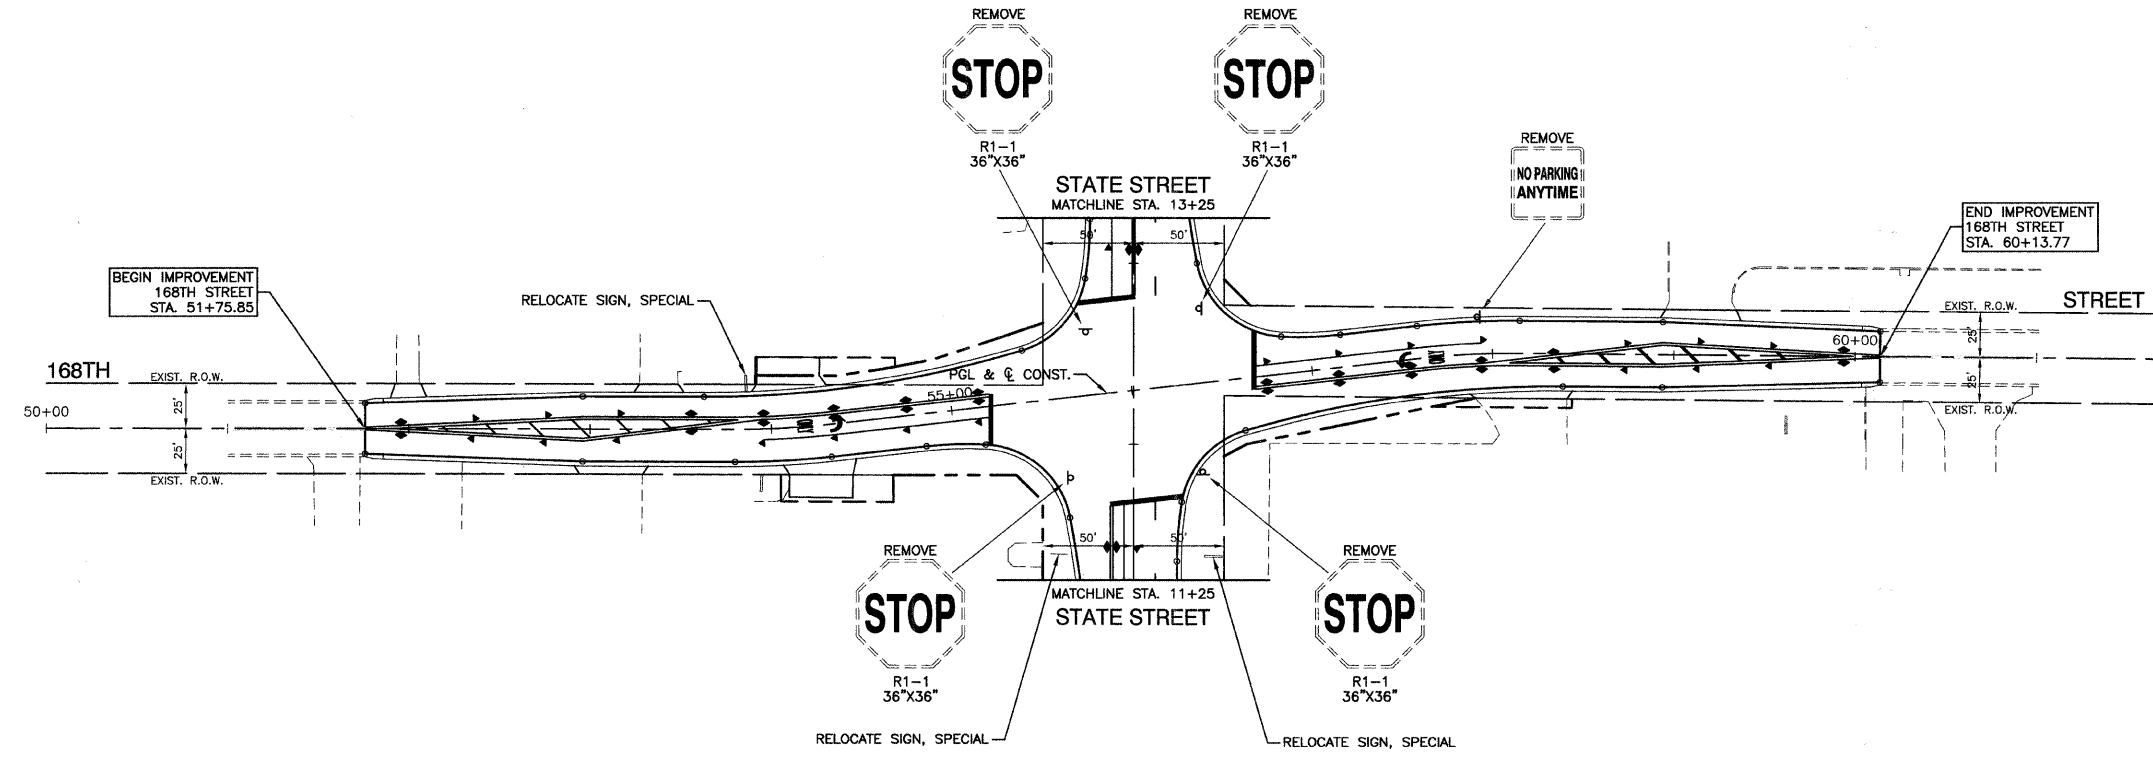 REMOVE
STOP
R1-1
36"X36"
REMOVE
STOP
R1-1
36"X36"
REMOVE
NO PARKING
ANYTIME
STATE STREET
MATCHLINE STA. 13+25
50'
50'
END IMPROVEMENT
168TH STREET
STA. 60+13.77
BEGIN IMPROVEMENT
168TH STREET
STA. 51+75.85
RELOCATE SIGN, SPECIAL
EXIST. R.O.W.
STREET
60+00
25'
25'
EXIST. R.O.W.
168TH
EXIST. R.O.W.
50+00
25'
25'
EXIST. R.O.W.
PGL & ℄ CONST.
55+00
50'
50'
MATCHLINE STA. 11+25
STATE STREET
REMOVE
STOP
R1-1
36"X36"
REMOVE
STOP
R1-1
36"X36"
RELOCATE SIGN, SPECIAL
RELOCATE SIGN, SPECIAL